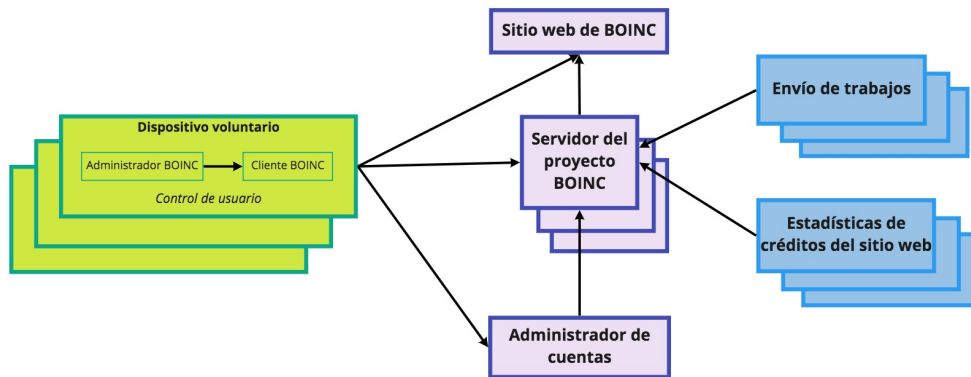 Sitio web de BOINC
Dispositivo voluntario
Administrador BOINC
Cliente BOINC
Control de usuario
Servidor del
proyecto
BOINC
Envío de trabajos
Estadísticas de
créditos del sitio web
Administrador de
cuentas